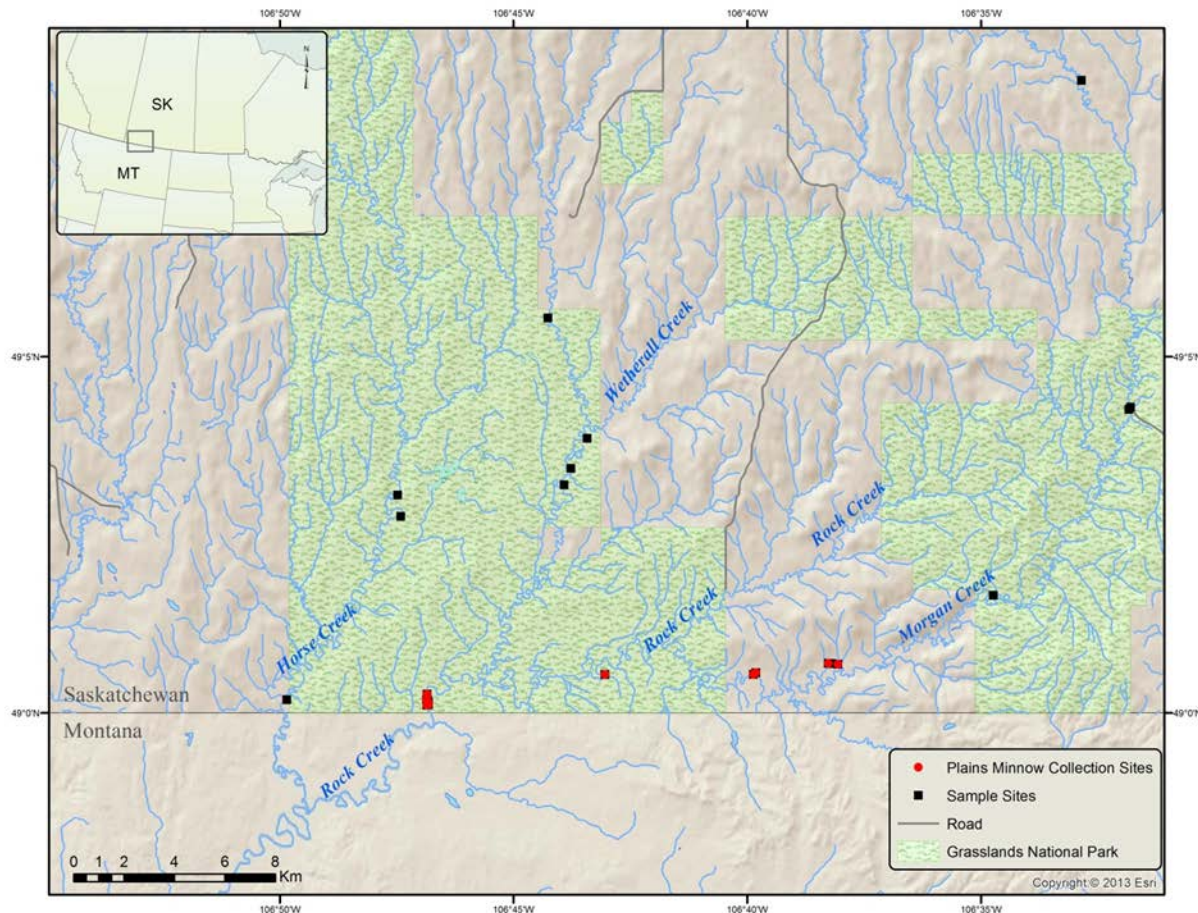 106°50'W 106°45'W 106°40'W 106°35'W
N
SK
MT
49°5'N 49°5'N
Wetherall Creek
Rock Creek
Morgan Creek
Horse Creek
Rock Creek
Saskatchewan
49°0'N 49°0'N
Montana
Rock Creek
Plains Minnow Collection Sites
Sample Sites
Road
Grasslands National Park
0 1 2 4 6 8
Km
Copyright:© 2013 Esri
106°50'W 106°45'W 106°40'W 106°35'W